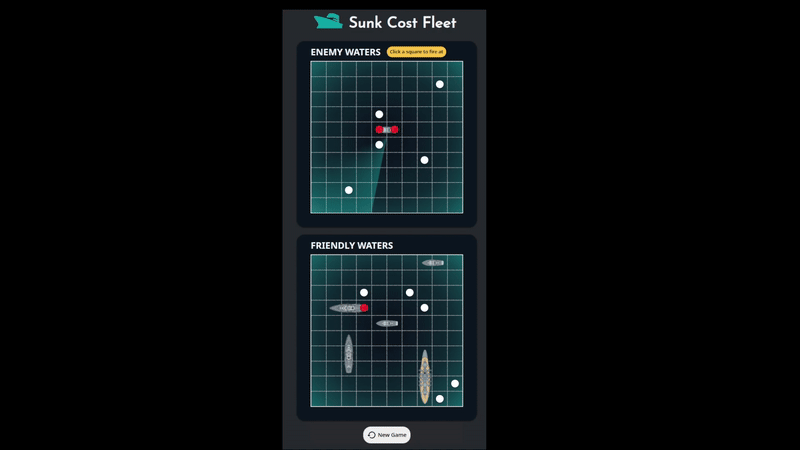 Sunk Cost Fleet
ENEMY WATERS
Click a square to fire at
FRIENDLY WATERS
New Game